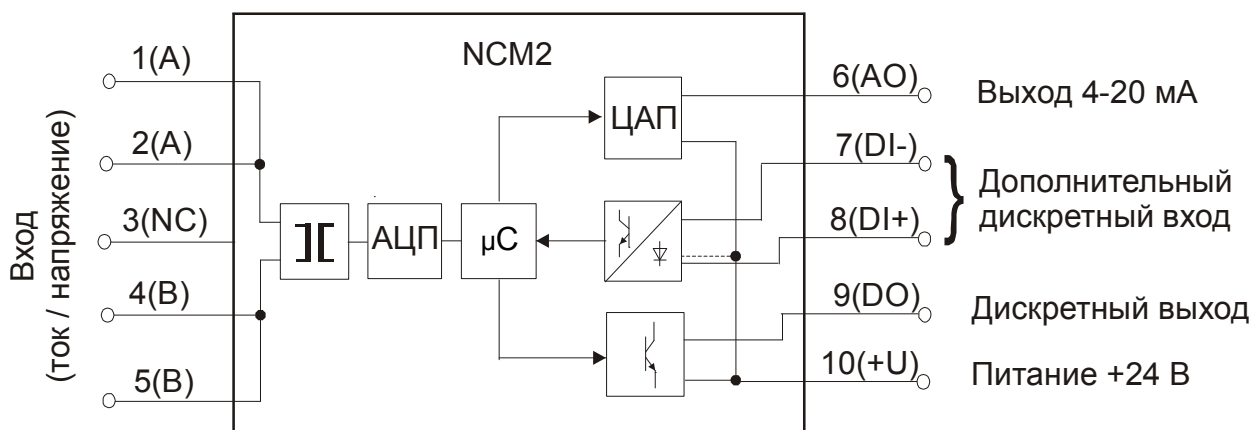 NCM2
1(A)
2(A)
3(NC)
4(B)
5(B)
Вход
(ток / напряжение)
АЦП
µC
ЦАП
6(AO)
Выход 4-20 мА
7(DI-)
8(DI+)
Дополнительный
дискретный вход
9(DO)
Дискретный выход
10(+U)
Питание +24 В